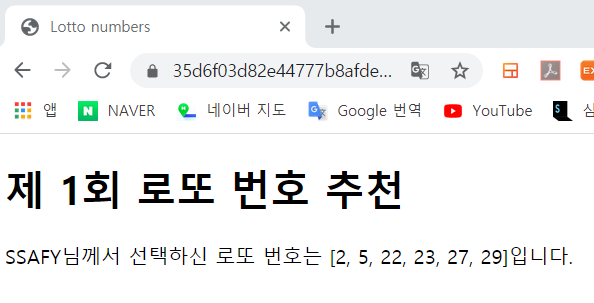 Lotto numbers
35d6f03d82e44777b8afde...
앱 NAVER 네이버 지도 Google 번역 YouTube
제 1회 로또 번호 추천
SSAFY님께서 선택하신 로또 번호는 [2, 5, 22, 23, 27, 29]입니다.